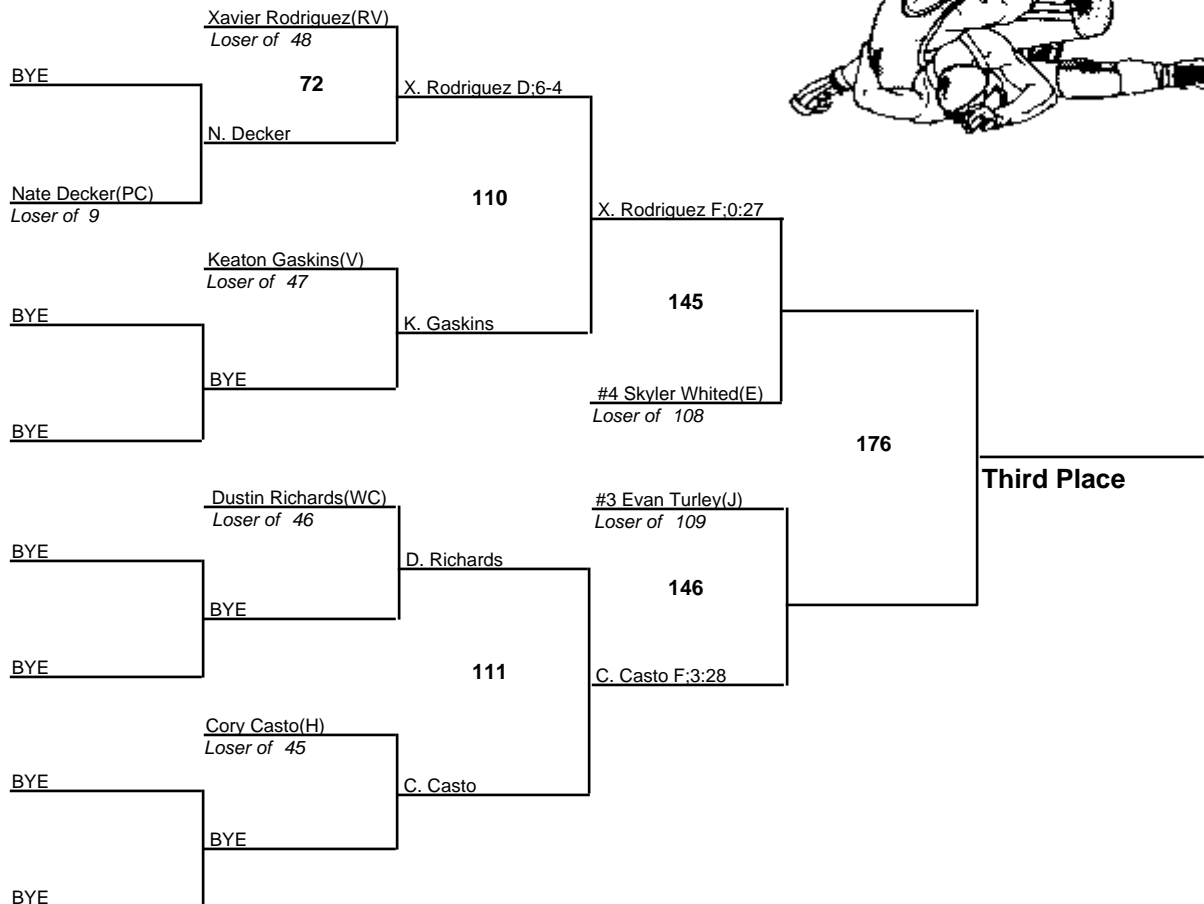 Xavier Rodriguez(RV)
Loser of 48
BYE
72
X. Rodriguez D;6-4
N. Decker
Nate Decker(PC)
Loser of 9
110
X. Rodriguez F;0:27
Keaton Gaskins(V)
Loser of 47
BYE
145
K. Gaskins
BYE
#4 Skyler Whited(E)
Loser of 108
BYE
176
Third Place
Dustin Richards(WC)
Loser of 46
#3 Evan Turley(J)
Loser of 109
BYE
D. Richards
146
BYE
BYE
111
C. Casto F;3:28
Cory Casto(H)
Loser of 45
BYE
C. Casto
BYE
BYE